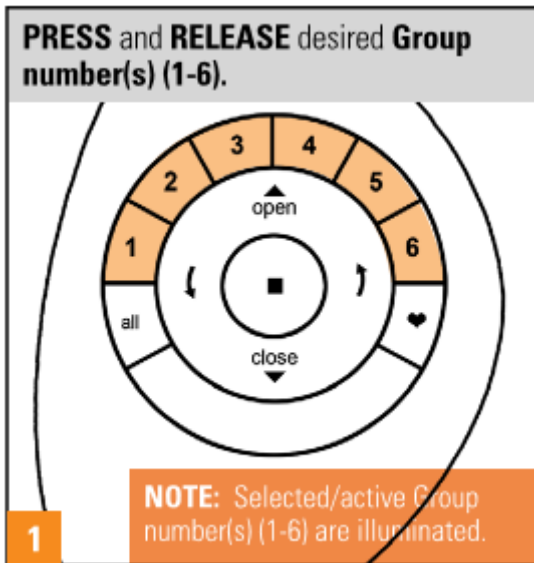 PRESS and RELEASE desired Group
number(s) (1-6).
3 4
2 5
1 6
open
all
close
NOTE: Selected/active Group
number(s) (1-6) are illuminated.
1